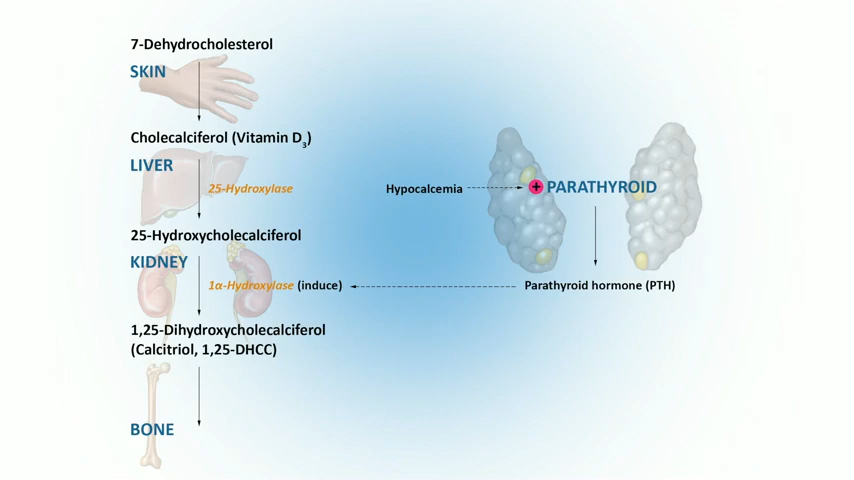 7-Dehydrocholesterol
SKIN
Cholecalciferol (Vitamin D3)
LIVER
25-Hydroxylase
25-Hydroxycholecalciferol
KIDNEY
1α-Hydroxylase (induce)
1,25-Dihydroxycholecalciferol
(Calcitriol, 1,25-DHCC)
BONE
Hypocalcemia
+ PARATHYROID
Parathyroid hormone (PTH)